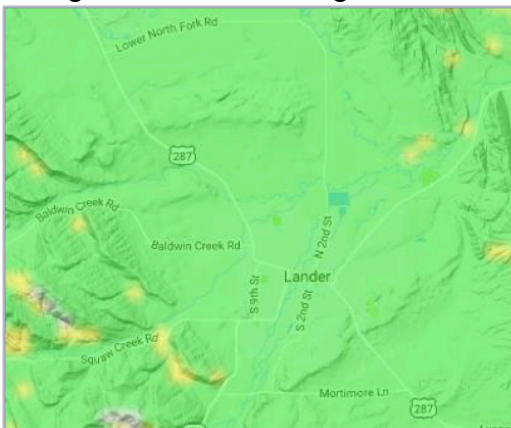 Lower North Fork Rd
287
Baldwin Creek Rd
Baldwin Creek Rd
N 2nd St
Lander
S 9th St
S 2nd St
Squaw Creek Rd
Mortimore Ln
287